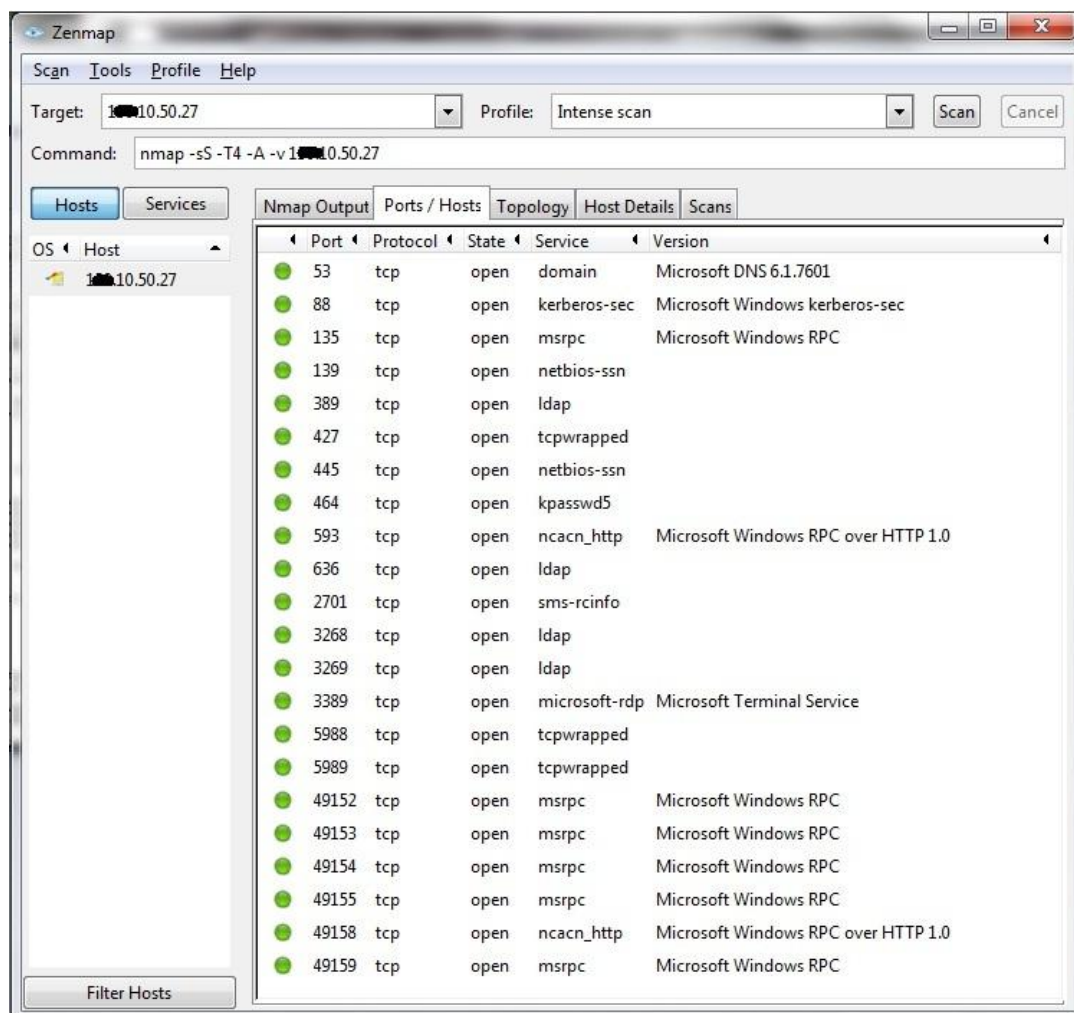 Zenmap
Scan Tools Profile Help
Target: 10.50.27 Profile: Intense scan Scan Cancel
Command: nmap -sS -T4 -A -v 10.50.27
Hosts Services
Nmap Output Ports / Hosts Topology Host Details Scans
OS Host
10.50.27
Port Protocol State Service Version
53 tcp open domain Microsoft DNS 6.1.7601
88 tcp open kerberos-sec Microsoft Windows kerberos-sec
135 tcp open msrpc Microsoft Windows RPC
139 tcp open netbios-ssn
389 tcp open ldap
427 tcp open tcpwrapped
445 tcp open netbios-ssn
464 tcp open kpasswd5
593 tcp open ncacn_http Microsoft Windows RPC over HTTP 1.0
636 tcp open ldap
2701 tcp open sms-rcinfo
3268 tcp open ldap
3269 tcp open ldap
3389 tcp open microsoft-rdp Microsoft Terminal Service
5988 tcp open tcpwrapped
5989 tcp open tcpwrapped
49152 tcp open msrpc Microsoft Windows RPC
49153 tcp open msrpc Microsoft Windows RPC
49154 tcp open msrpc Microsoft Windows RPC
49155 tcp open msrpc Microsoft Windows RPC
49158 tcp open ncacn_http Microsoft Windows RPC over HTTP 1.0
49159 tcp open msrpc Microsoft Windows RPC
Filter Hosts